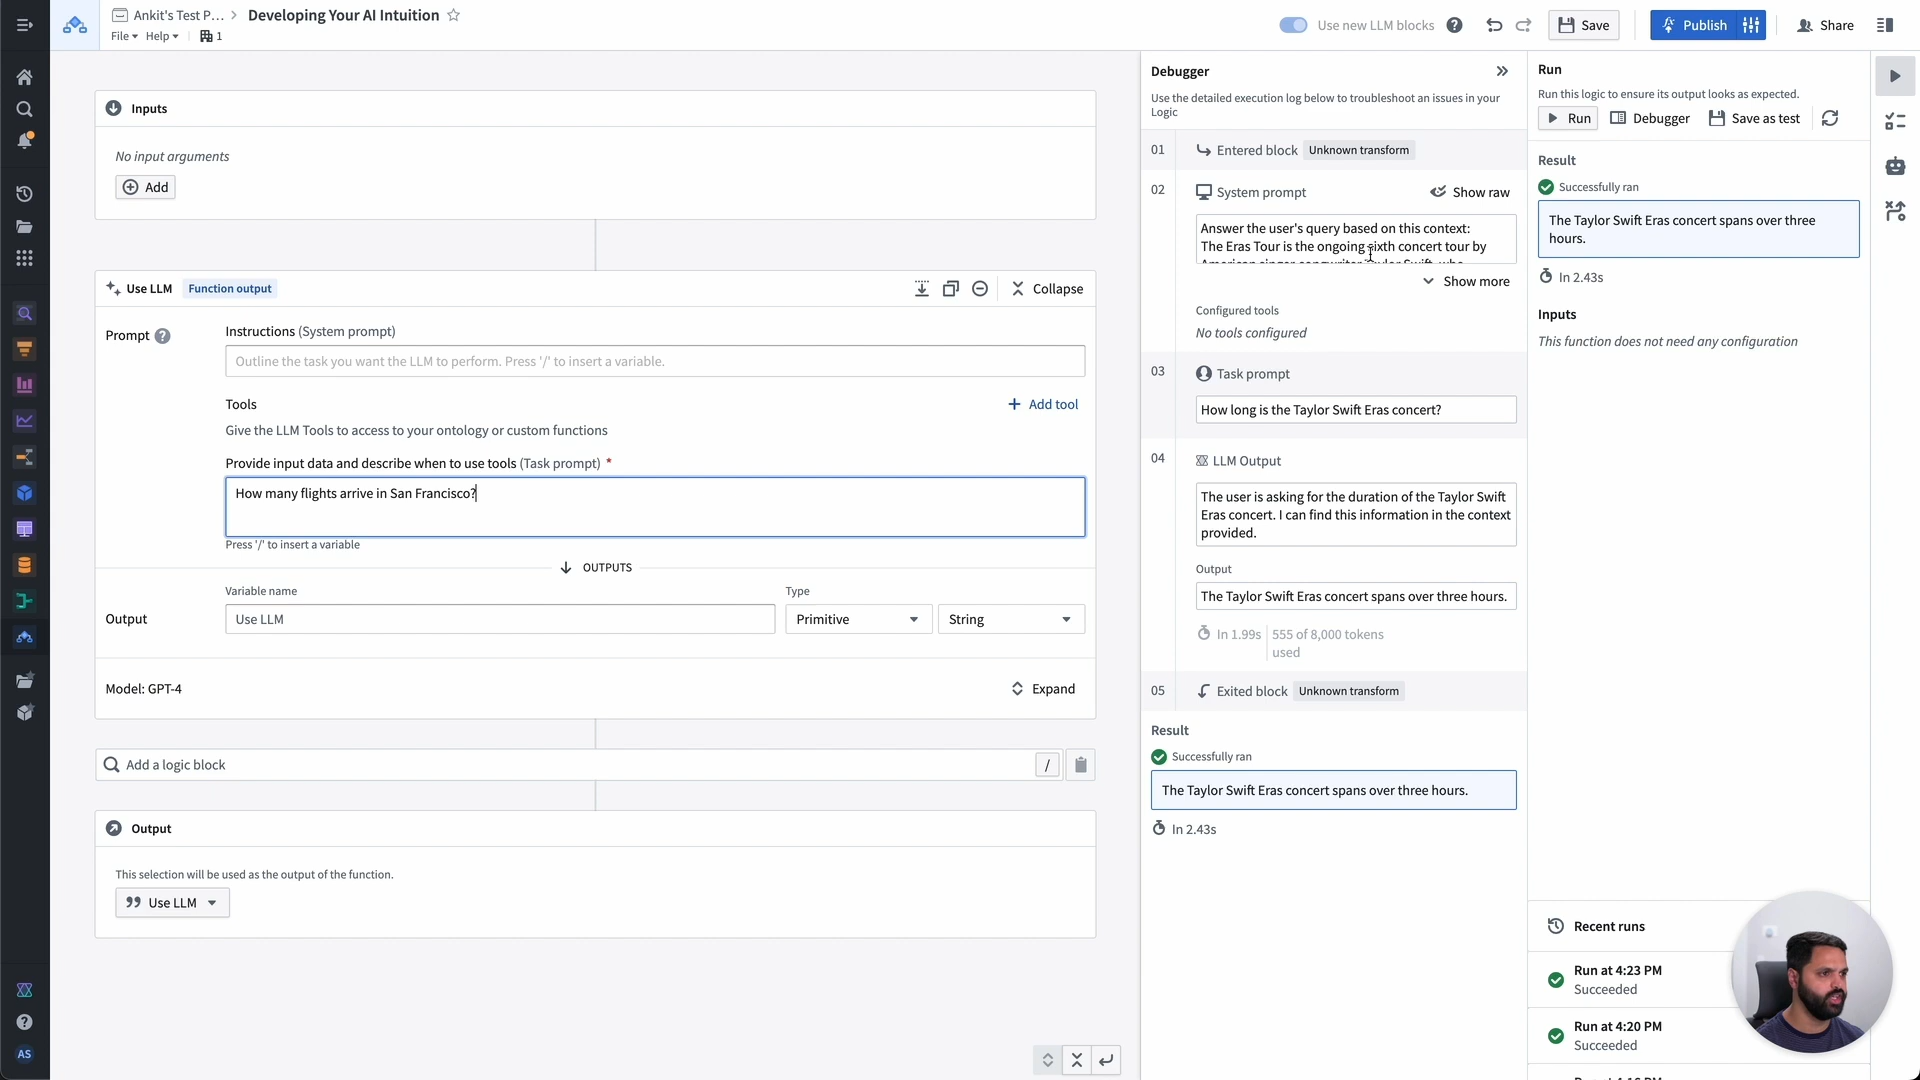 Ankit's Test P... > Developing Your AI Intuition
File Help 1
Use new LLM blocks
Save
Publish
Share
Inputs
No input arguments
Add
Use LLM Function output
Collapse
Prompt
Instructions (System prompt)
Outline the task you want the LLM to perform. Press '/' to insert a variable.
Tools
Add tool
Give the LLM Tools to access to your ontology or custom functions
Provide input data and describe when to use tools (Task prompt) *
How many flights arrive in San Francisco?
Press '/' to insert a variable
OUTPUTS
Variable name
Type
Output
Use LLM
Primitive
String
Model: GPT-4
Expand
Add a logic block
/
Output
This selection will be used as the output of the function.
Use LLM
AS
Debugger
Use the detailed execution log below to troubleshoot an issues in your
Logic
01 Entered block Unknown transform
02 System prompt Show raw
Answer the user's query based on this context:
The Eras Tour is the ongoing sixth concert tour by
American singer-songwriter Taylor Swift, who
Show more
Configured tools
No tools configured
03 Task prompt
How long is the Taylor Swift Eras concert?
04 LLM Output
The user is asking for the duration of the Taylor Swift
Eras concert. I can find this information in the context
provided.
Output
The Taylor Swift Eras concert spans over three hours.
In 1.99s 555 of 8,000 tokens
used
05 Exited block Unknown transform
Result
Successfully ran
The Taylor Swift Eras concert spans over three hours.
In 2.43s
Run
Run this logic to ensure its output looks as expected.
Run Debugger Save as test
Result
Successfully ran
The Taylor Swift Eras concert spans over three
hours.
In 2.43s
Inputs
This function does not need any configuration
Recent runs
Run at 4:23 PM
Succeeded
Run at 4:20 PM
Succeeded